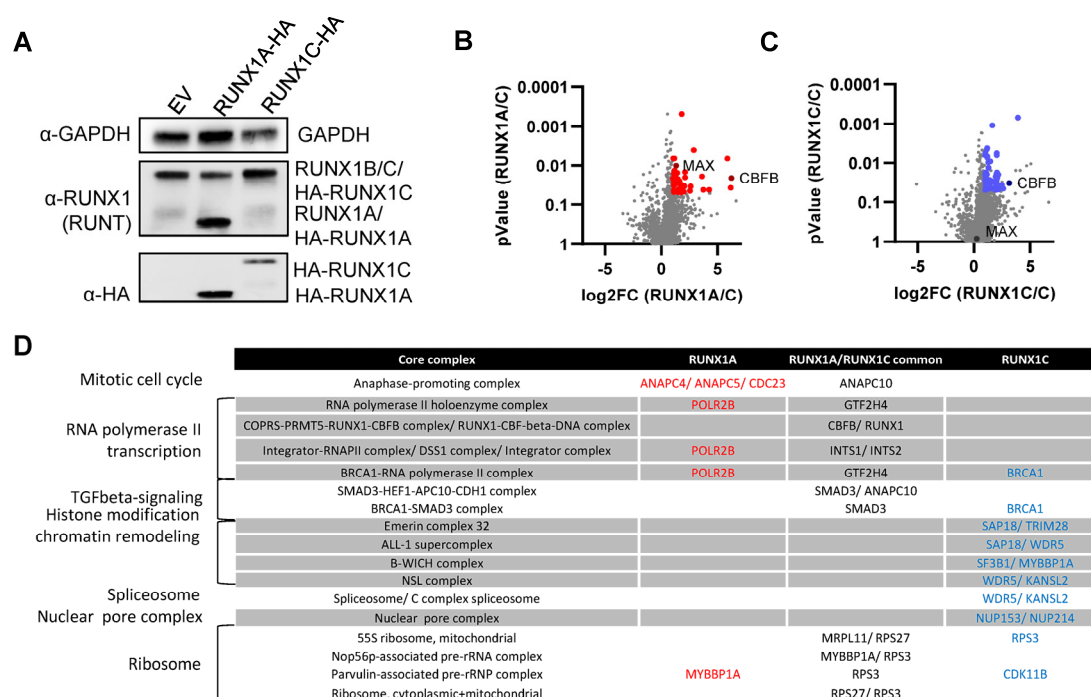 A
EV
RUNX1A-HA
RUNX1C-HA
α-GAPDH
GAPDH
α-RUNX1
(RUNT)
RUNX1B/C/
HA-RUNX1C
RUNX1A/
HA-RUNX1A
α-HA
HA-RUNX1C
HA-RUNX1A
B
pValue (RUNX1A/C)
0.0001
0.001
0.01
0.1
1
MAX
CBFB
-5 0 5
log2FC (RUNX1A/C)
C
pValue (RUNX1C/C)
0.0001
0.001
0.01
0.1
1
CBFB
MAX
-5 0 5
log2FC (RUNX1C/C)
D
Core complex RUNX1A RUNX1A/RUNX1C common RUNX1C
Mitotic cell cycle Anaphase-promoting complex ANAPC4/ ANAPC5/ CDC23 ANAPC10
RNA polymerase II
transcription
RNA polymerase II holoenzyme complex POLR2B GTF2H4
COPRS-PRMT5-RUNX1-CBFB complex/ RUNX1-CBF-beta-DNA complex CBFB/ RUNX1
Integrator-RNAPII complex/ DSS1 complex/ Integrator complex POLR2B INTS1/ INTS2
BRCA1-RNA polymerase II complex POLR2B GTF2H4 BRCA1
TGFbeta-signaling
SMAD3-HEF1-APC10-CDH1 complex SMAD3/ ANAPC10
BRCA1-SMAD3 complex SMAD3 BRCA1
Histone modification
chromatin remodeling
Emerin complex 32 SAP18/ TRIM28
ALL-1 supercomplex SAP18/ WDR5
B-WICH complex SF3B1/ MYBBP1A
NSL complex WDR5/ KANSL2
Spliceosome Spliceosome/ C complex spliceosome WDR5/ KANSL2
Nuclear pore complex Nuclear pore complex NUP153/ NUP214
Ribosome
55S ribosome, mitochondrial MRPL11/ RPS27 RPS3
Nop56p-associated pre-rRNA complex MYBBP1A/ RPS3
Parvulin-associated pre-rRNP complex MYBBP1A RPS3 CDK11B
Ribosome, cytoplasmic+mitochondrial RPS27/ RPS3